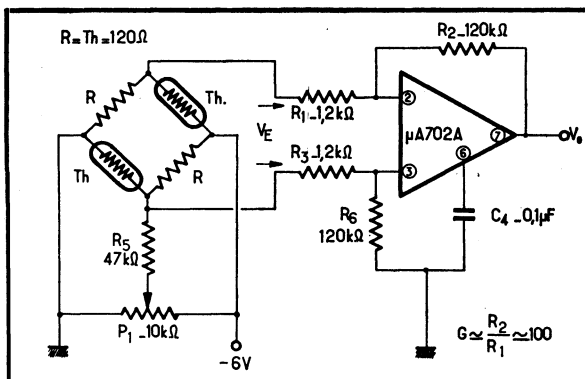 R=Th=120Ω
R
Th.
Th
R
R5
47kΩ
P1_10kΩ
-6V
VE
R1_1,2kΩ
R3_1,2kΩ
R6
120kΩ
R2_120kΩ
2
3
μA702A
7
6
Vs
C4_0,1μF
G≃R2/R1≃100